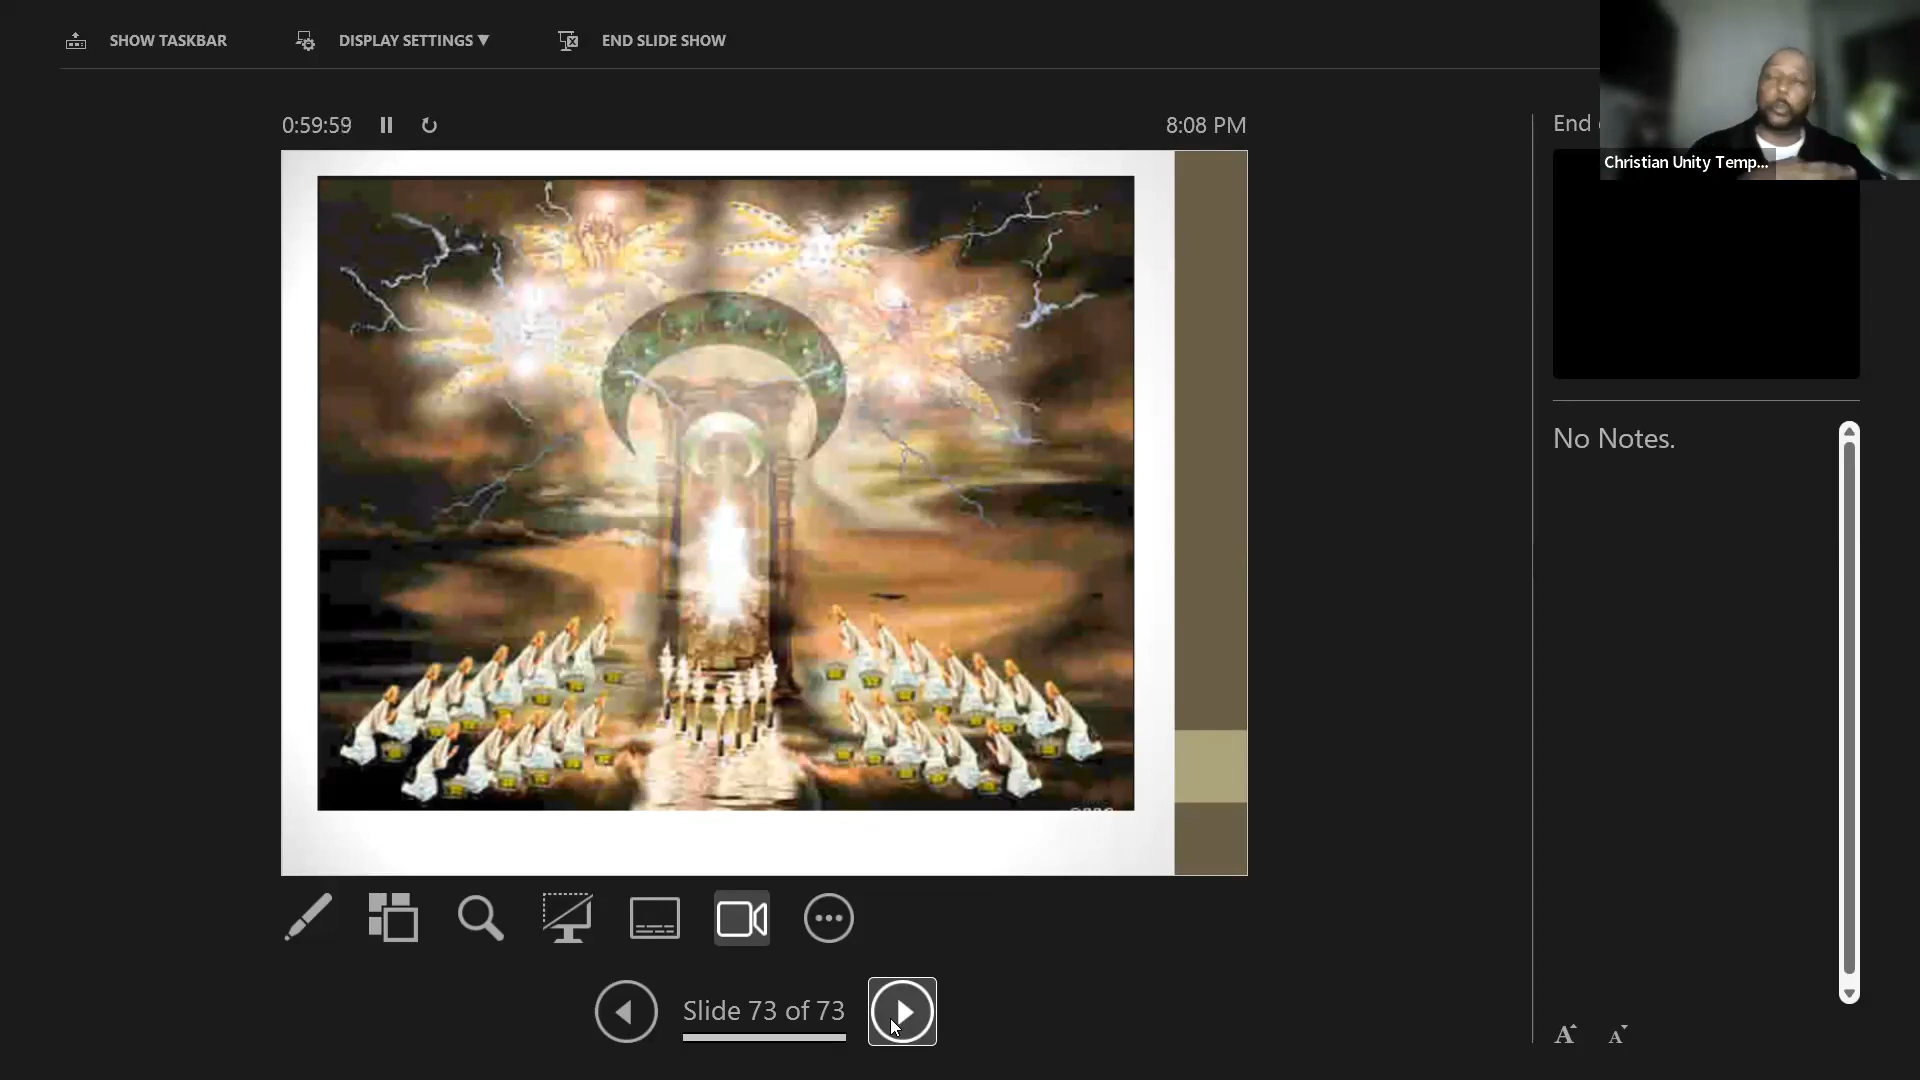 SHOW TASKBAR
DISPLAY SETTINGS ▼
END SLIDE SHOW
0:59:59
8:08 PM
End
Christian Unity Temp...
No Notes.
Slide 73 of 73
A A